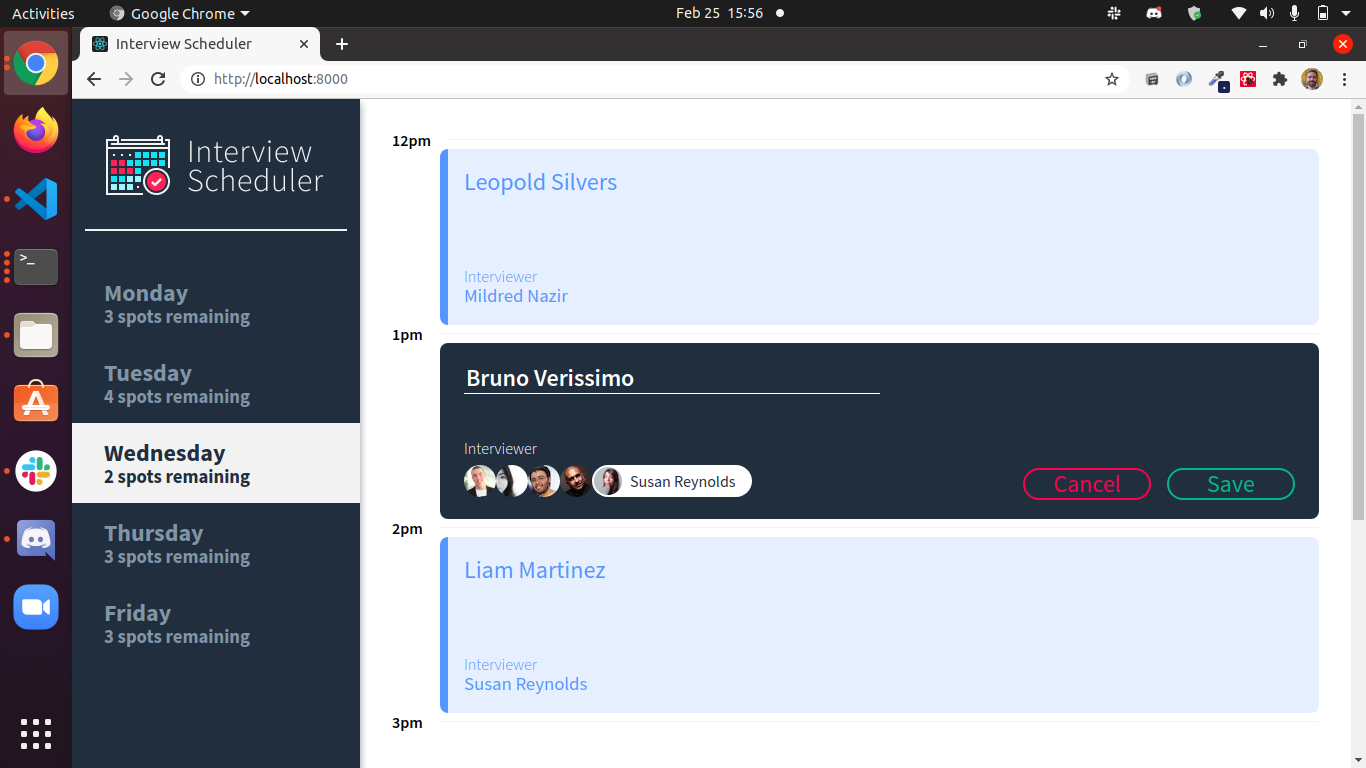 Activities
Google Chrome
Feb 25 15:56
Interview Scheduler
http://localhost:8000
Interview
Scheduler
Monday
3 spots remaining
Tuesday
4 spots remaining
Wednesday
2 spots remaining
Thursday
3 spots remaining
Friday
3 spots remaining
12pm
Leopold Silvers
Interviewer
Mildred Nazir
1pm
Bruno Verissimo
Interviewer
Susan Reynolds
Cancel
Save
2pm
Liam Martinez
Interviewer
Susan Reynolds
3pm